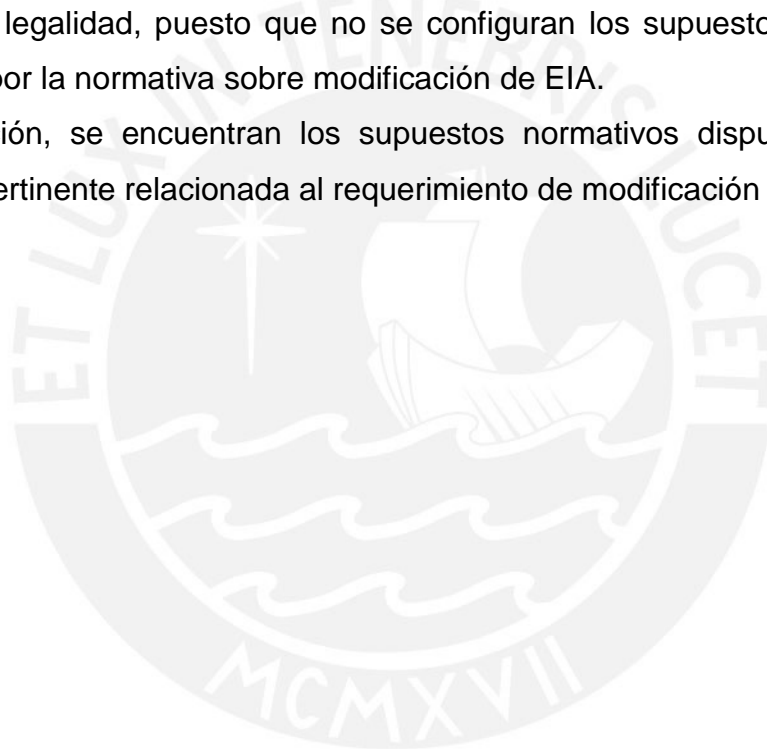 legalidad, puesto que no se configuran los supuesto
por la normativa sobre modificación de EIA.
ión, se encuentran los supuestos normativos dispu
ertinente relacionada al requerimiento de modificación
ET LUX IN TENEBRIS LUCET
MCMXVII